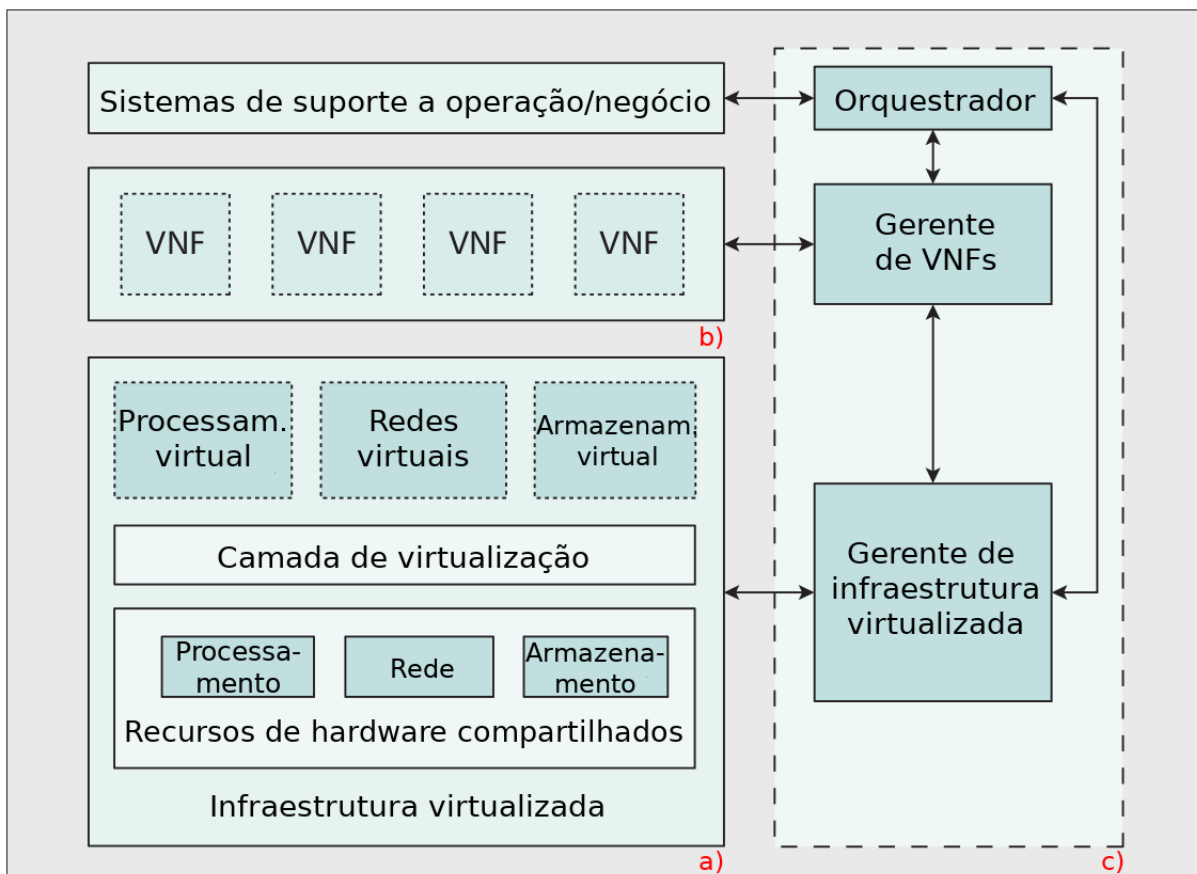 Sistemas de suporte a operação/negócio
Orquestrador
VNF VNF VNF VNF
Gerente
de VNFs
b)
Processam.
virtual
Redes
virtuais
Armazenam.
virtual
Camada de virtualização
Gerente de
infraestrutura
virtualizada
Processa-
mento
Rede
Armazena-
mento
Recursos de hardware compartilhados
Infraestrutura virtualizada
a)
c)